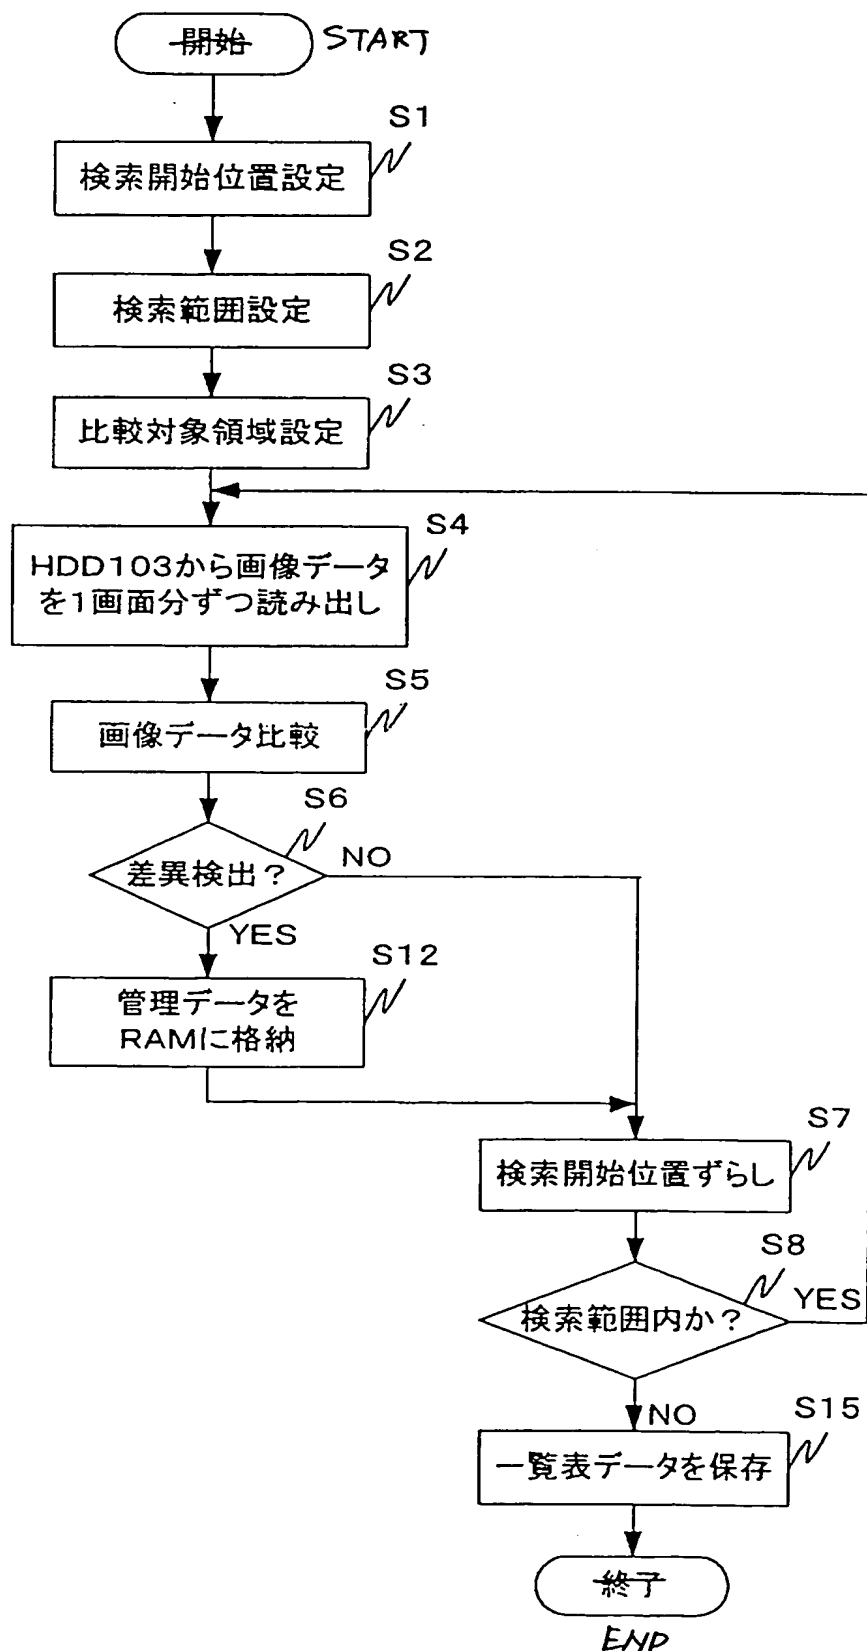 開始 START
S1
検索開始位置設定
S2
検索範囲設定
S3
比較対象領域設定
S4
HDD103から画像データ
を1画面分ずつ読み出し
S5
画像データ比較
S6
差異検出？ NO
YES
S12
管理データを
RAMに格納
S7
検索開始位置ずらし
S8
検索範囲内か？ YES
NO
S15
一覧表データを保存
終了
END